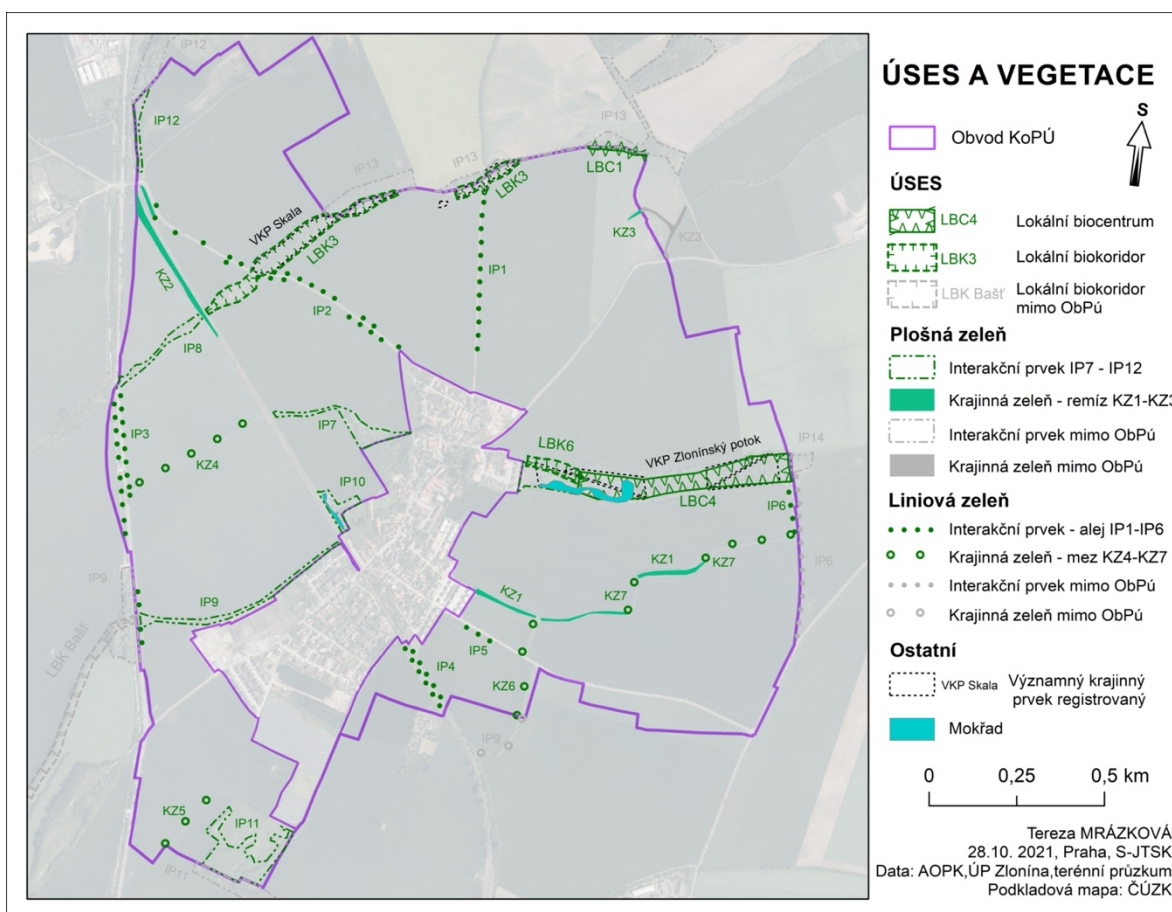 IP12
IP12
IP13
IP13
IP13
LBC1
LBK3
VKP Skala
LBK3
KZ3
KZ3
KZ2
IP1
IP2
IP8
IP3
KZ4
IP7
IP10
LBK6
VKP Zlonínský potok
IP14
LBC4
IP6
IP6
KZ1
KZ7
KZ1
KZ7
IP9
IP9
LBK Bašť
IP5
IP4
KZ6
IP9
KZ5
IP11
IP11
ÚSES A VEGETACE
S
Obvod KoPÚ
ÚSES
LBC4 Lokální biocentrum
LBK3 Lokální biokoridor
LBK Bašť Lokální biokoridor
mimo ObPú
Plošná zeleň
Interakční prvek IP7 - IP12
Krajinná zeleň - remíz KZ1-KZ3
Interakční prvek mimo ObPú
Krajinná zeleň mimo ObPú
Liniová zeleň
Interakční prvek - alej IP1-IP6
Krajinná zeleň - mez KZ4-KZ7
Interakční prvek mimo ObPú
Krajinná zeleň mimo ObPú
Ostatní
VKP Skala Významný krajinný
prvek registrovaný
Mokřad
0 0,25 0,5 km
Tereza MRÁZKOVÁ
28.10. 2021, Praha, S-JTSK
Data: AOPK,ÚP Zlonína,terénní průzkum
Podkladová mapa: ČÚZK